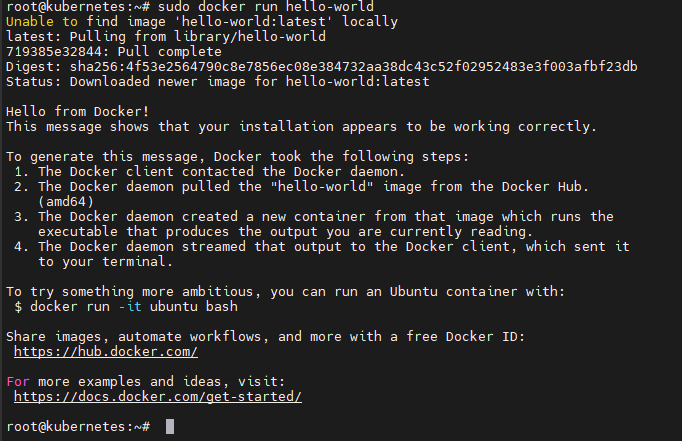 root@kubernetes:~# sudo docker run hello-world
Unable to find image 'hello-world:latest' locally
latest: Pulling from library/hello-world
719385e32844: Pull complete
Digest: sha256:4f53e2564790c8e7856ec08e384732aa38dc43c52f02952483e3f003afbf23db
Status: Downloaded newer image for hello-world:latest

Hello from Docker!
This message shows that your installation appears to be working correctly.

To generate this message, Docker took the following steps:
 1. The Docker client contacted the Docker daemon.
 2. The Docker daemon pulled the "hello-world" image from the Docker Hub.
    (amd64)
 3. The Docker daemon created a new container from that image which runs the
    executable that produces the output you are currently reading.
 4. The Docker daemon streamed that output to the Docker client, which sent it
    to your terminal.

To try something more ambitious, you can run an Ubuntu container with:
 $ docker run -it ubuntu bash

Share images, automate workflows, and more with a free Docker ID:
 https://hub.docker.com/

For more examples and ideas, visit:
 https://docs.docker.com/get-started/

root@kubernetes:~#